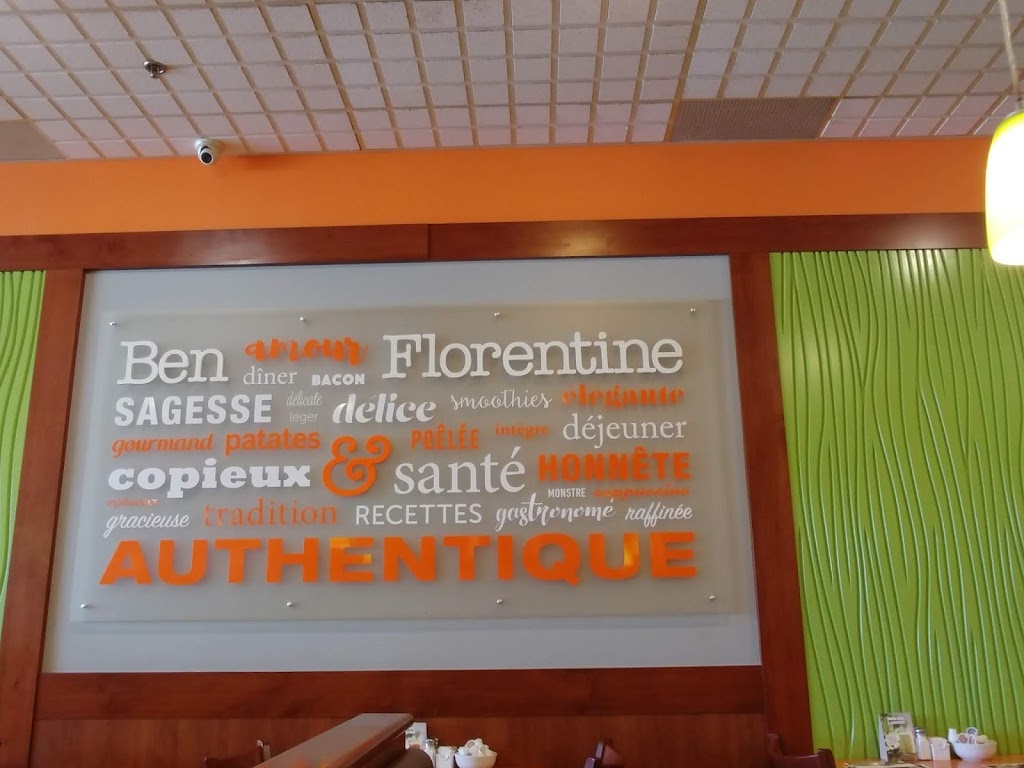 Ben amour Florentine
dîner BACON
SAGESSE délicate délice smoothies élégante
léger
gourmand patates & POÊLÉE intègre déjeuner
copieux santé HONNÊTE
MONSTRE cappuccino
gracieuse tradition RECETTES gastronome raffinée
AUTHENTIQUE